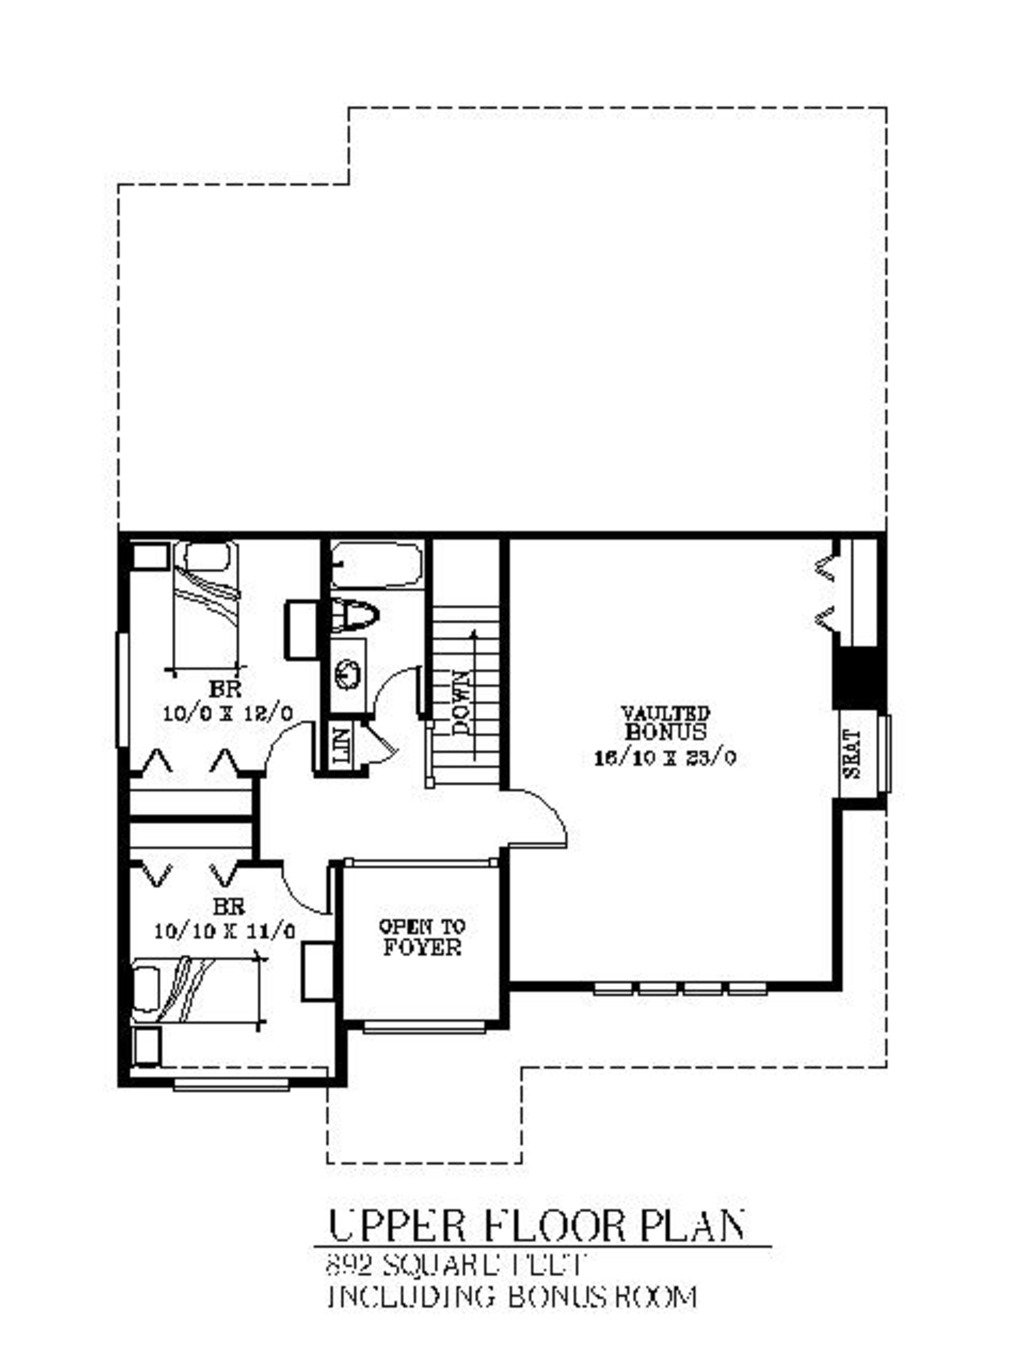 BR
10/0 X 12/0
LIN
DOWN
VAULTED
BONUS
16/10 X 23/0
SEAT
BR
10/10 X 11/0
OPEN TO
FOYER
UPPER FLOOR PLAN
892 SQUARE FEET
INCLUDING BONUS ROOM